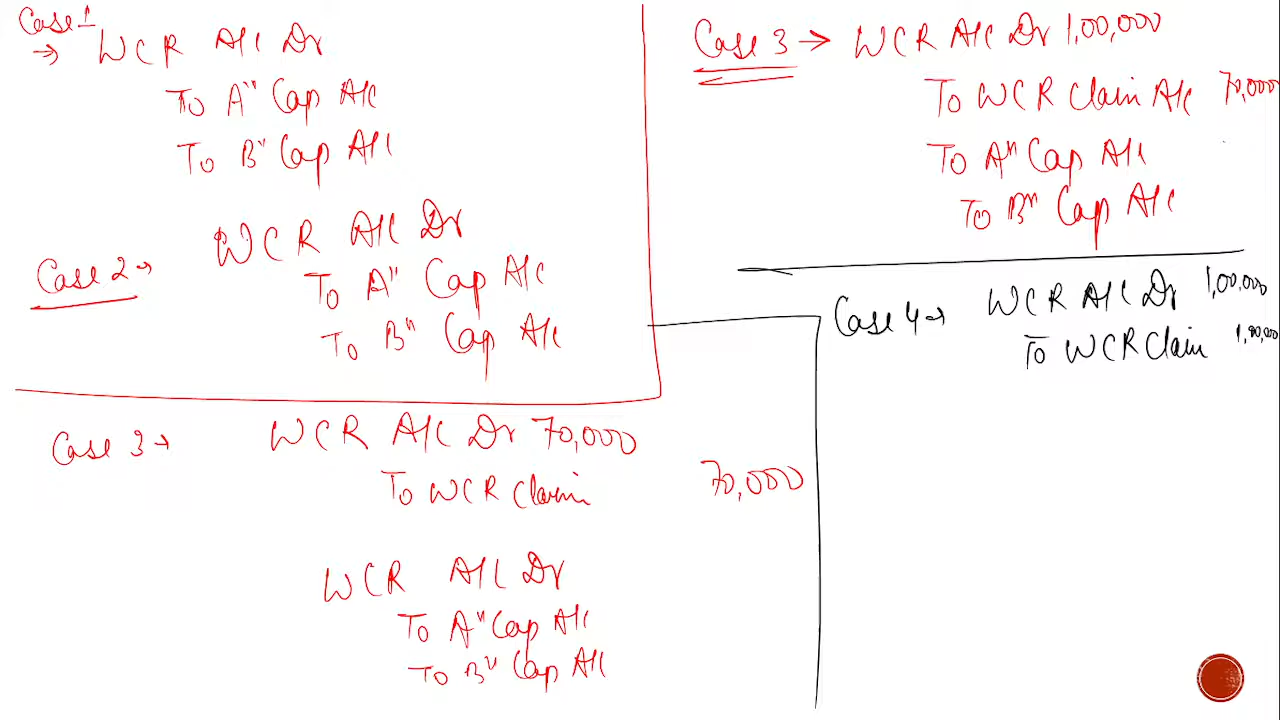 Case 1
→ WCR A/c Dr
To A" Cap A/c
To B" Cap A/c
Case 2→ WCR A/c Dr
To A" Cap A/c
To B" Cap A/c
Case 3→ WCR A/c Dr 70,000
To WCR Claim 70,000
WCR A/c Dr
To A" Cap A/c
To B" Cap A/c
Case 3 → WCR A/c Dr 1,00,000
To WCR Claim A/c 70,000
To A" Cap A/c
To B" Cap A/c
Case 4→ WCR A/c Dr 1,00,000
To WCR Claim 1,00,000